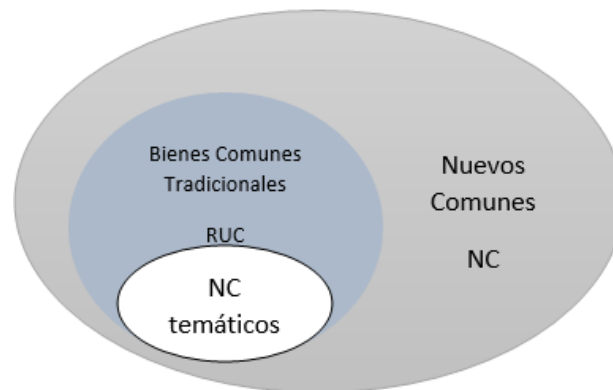 Bienes Comunes
Tradicionales
RUC
NC
temáticos
Nuevos
Comunes
NC